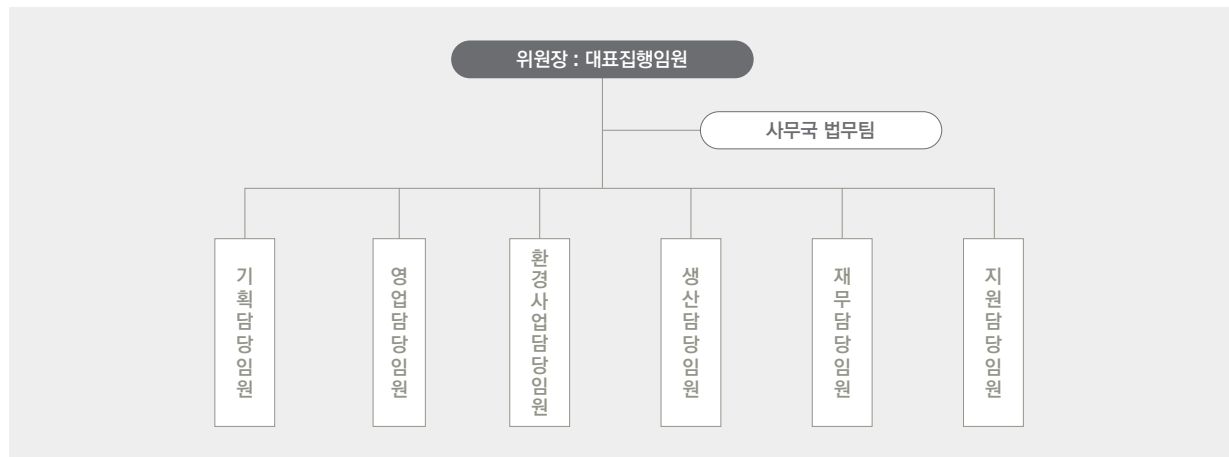 위원장 : 대표집행임원
사무국 법무팀
기획담당임원
영업담당임원
환경사업담당임원
생산담당임원
재무담당임원
지원담당임원